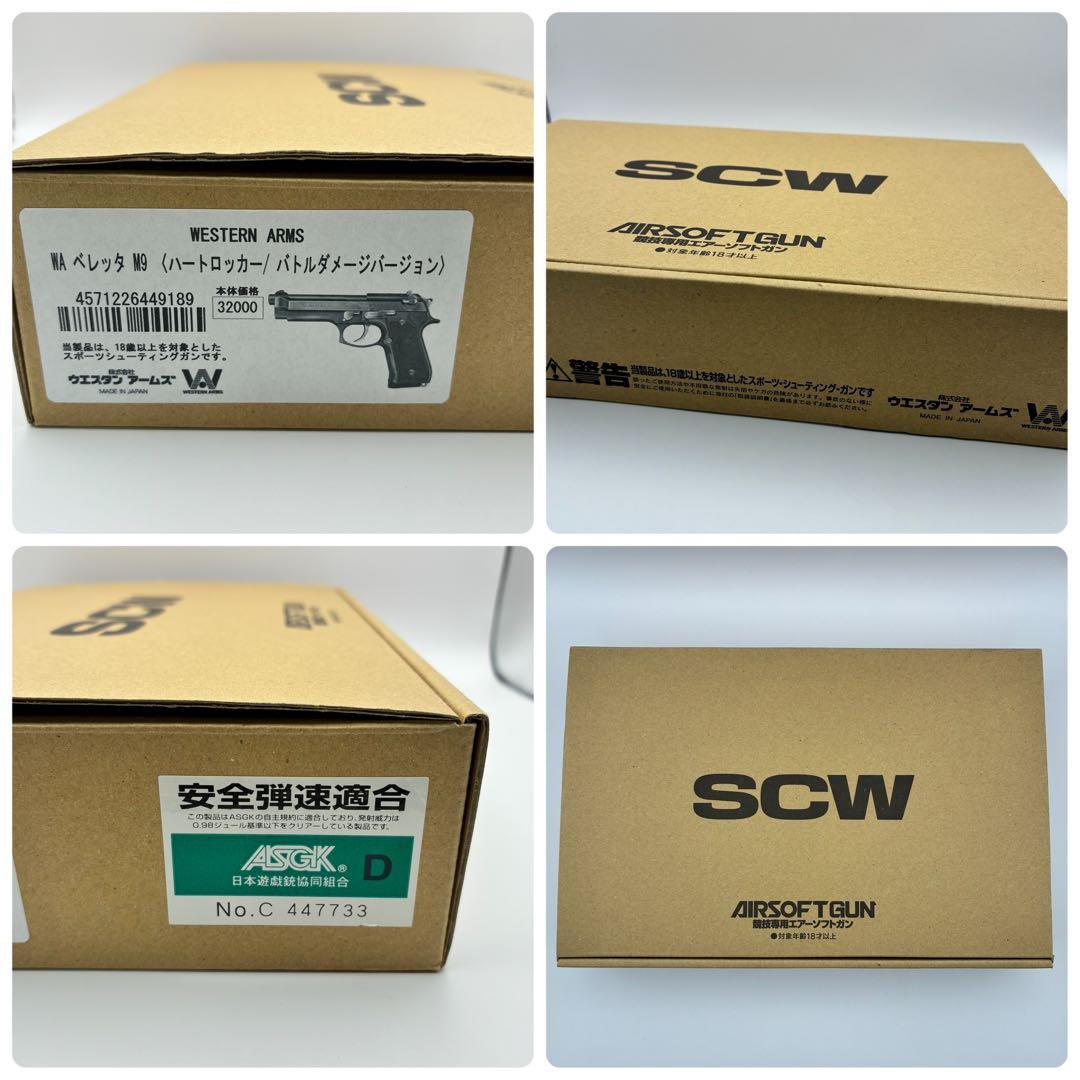 SCW
WESTERN ARMS
WA ベレッタ M9 〈ハートロッカー/ バトルダメージバージョン〉
4571226449189
本体価格
32000
当製品は、18歳以上を対象とした
スポーツシューティングガンです。
株式会社
ウエスタン アームズ
MADE IN JAPAN
WESTERN ARMS
SCW
AIRSOFTGUN
競技専用エアーソフトガン
●対象年齢18才以上
警告
当製品は、18歳以上を対象としたスポーツ・シューティング・ガンです
株式会社
ウエスタン アームズ™
MADE IN JAPAN
WESTERN ARMS
SCW
安全弾速適合
この製品はASGKの自主規約に適合しており、発射威力は
0.98ジュール基準以下をクリアーしている製品です。
ASGK® D
日本遊戯銃協同組合
No.C 447733
SCW
AIRSOFTGUN
競技専用エアーソフトガン
●対象年齢18才以上